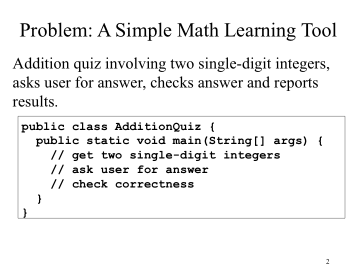 Problem: A Simple Math Learning Tool
Addition quiz involving two single-digit integers,
asks user for answer, checks answer and reports
results.
public class AdditionQuiz {
  public static void main(String[] args) {
    // get two single-digit integers
    // ask user for answer
    // check correctness
  }
}
2